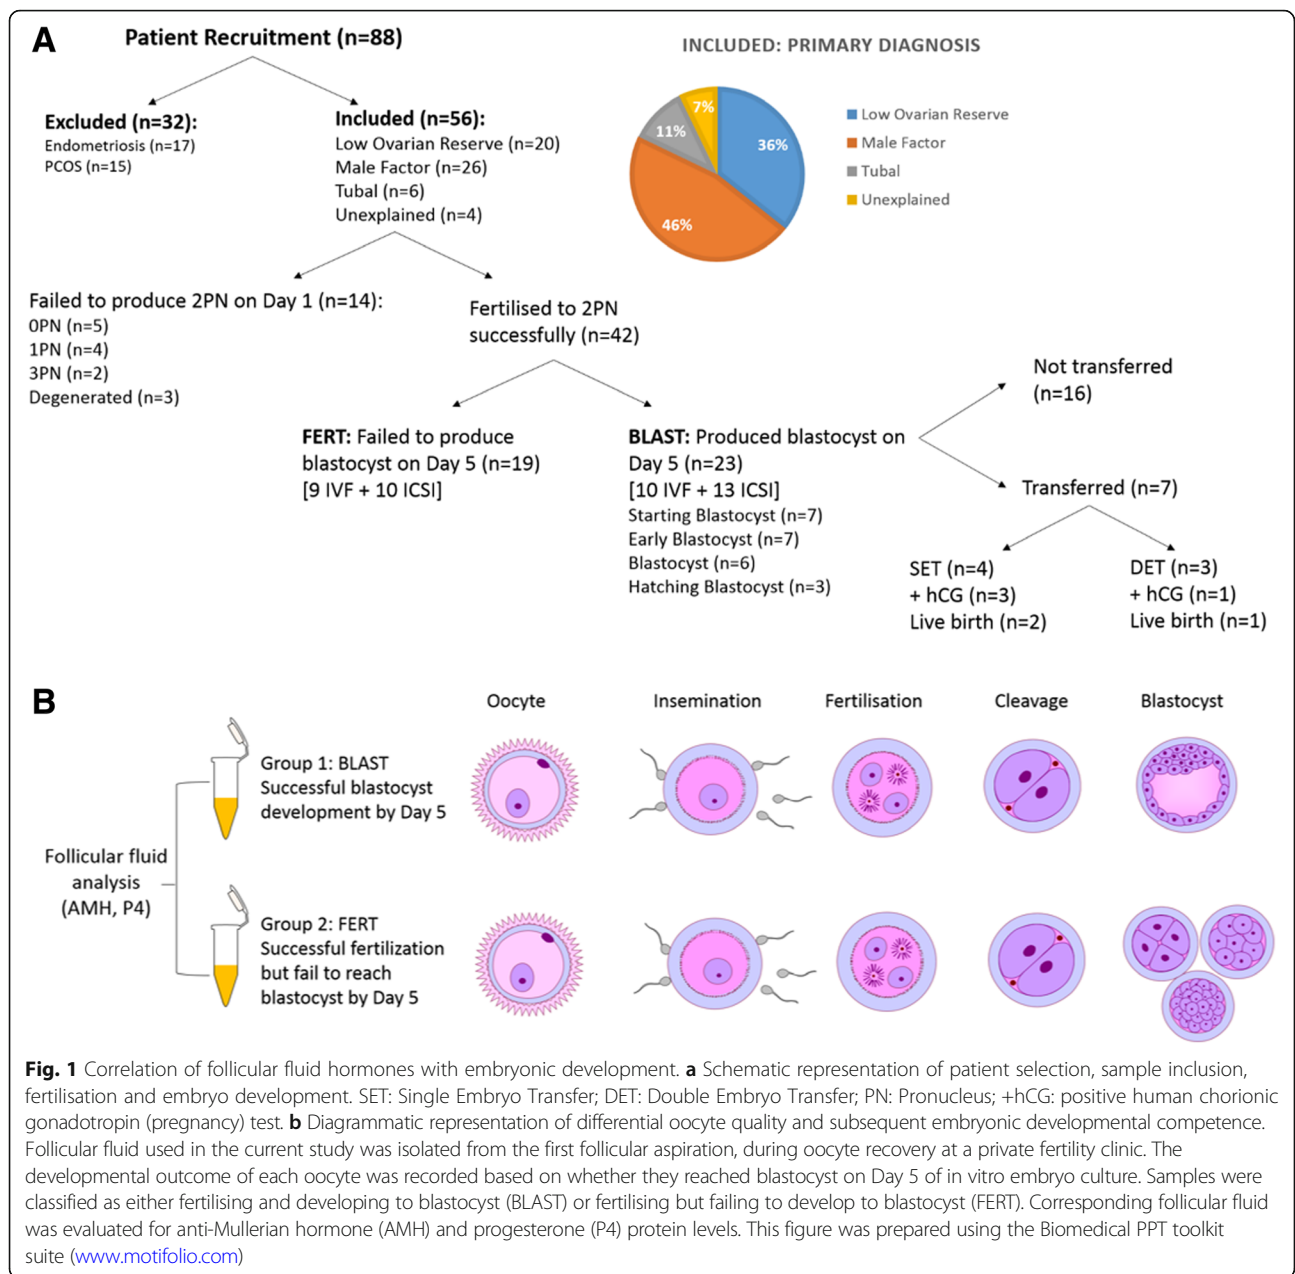 A
Patient Recruitment (n=88)
Excluded (n=32):
Endometriosis (n=17)
PCOS (n=15)
Included (n=56):
Low Ovarian Reserve (n=20)
Male Factor (n=26)
Tubal (n=6)
Unexplained (n=4)
INCLUDED: PRIMARY DIAGNOSIS
7%
11%
36%
46%
Low Ovarian Reserve
Male Factor
Tubal
Unexplained
Failed to produce 2PN on Day 1 (n=14):
0PN (n=5)
1PN (n=4)
3PN (n=2)
Degenerated (n=3)
Fertilised to 2PN
successfully (n=42)
FERT: Failed to produce
blastocyst on Day 5 (n=19)
[9 IVF + 10 ICSI]
BLAST: Produced blastocyst on
Day 5 (n=23)
[10 IVF + 13 ICSI]
Starting Blastocyst (n=7)
Early Blastocyst (n=7)
Blastocyst (n=6)
Hatching Blastocyst (n=3)
Not transferred
(n=16)
Transferred (n=7)
SET (n=4)
+ hCG (n=3)
Live birth (n=2)
DET (n=3)
+ hCG (n=1)
Live birth (n=1)
B
Oocyte
Insemination
Fertilisation
Cleavage
Blastocyst
Follicular fluid
analysis
(AMH, P4)
Group 1: BLAST
Successful blastocyst
development by Day 5
Group 2: FERT
Successful fertilization
but fail to reach
blastocyst by Day 5
Fig. 1 Correlation of follicular fluid hormones with embryonic development. a Schematic representation of patient selection, sample inclusion,
fertilisation and embryo development. SET: Single Embryo Transfer; DET: Double Embryo Transfer; PN: Pronucleus; +hCG: positive human chorionic
gonadotropin (pregnancy) test. b Diagrammatic representation of differential oocyte quality and subsequent embryonic developmental competence.
Follicular fluid used in the current study was isolated from the first follicular aspiration, during oocyte recovery at a private fertility clinic. The
developmental outcome of each oocyte was recorded based on whether they reached blastocyst on Day 5 of in vitro embryo culture. Samples were
classified as either fertilising and developing to blastocyst (BLAST) or fertilising but failing to develop to blastocyst (FERT). Corresponding follicular fluid
was evaluated for anti-Mullerian hormone (AMH) and progesterone (P4) protein levels. This figure was prepared using the Biomedical PPT toolkit
suite (www.motifolio.com)